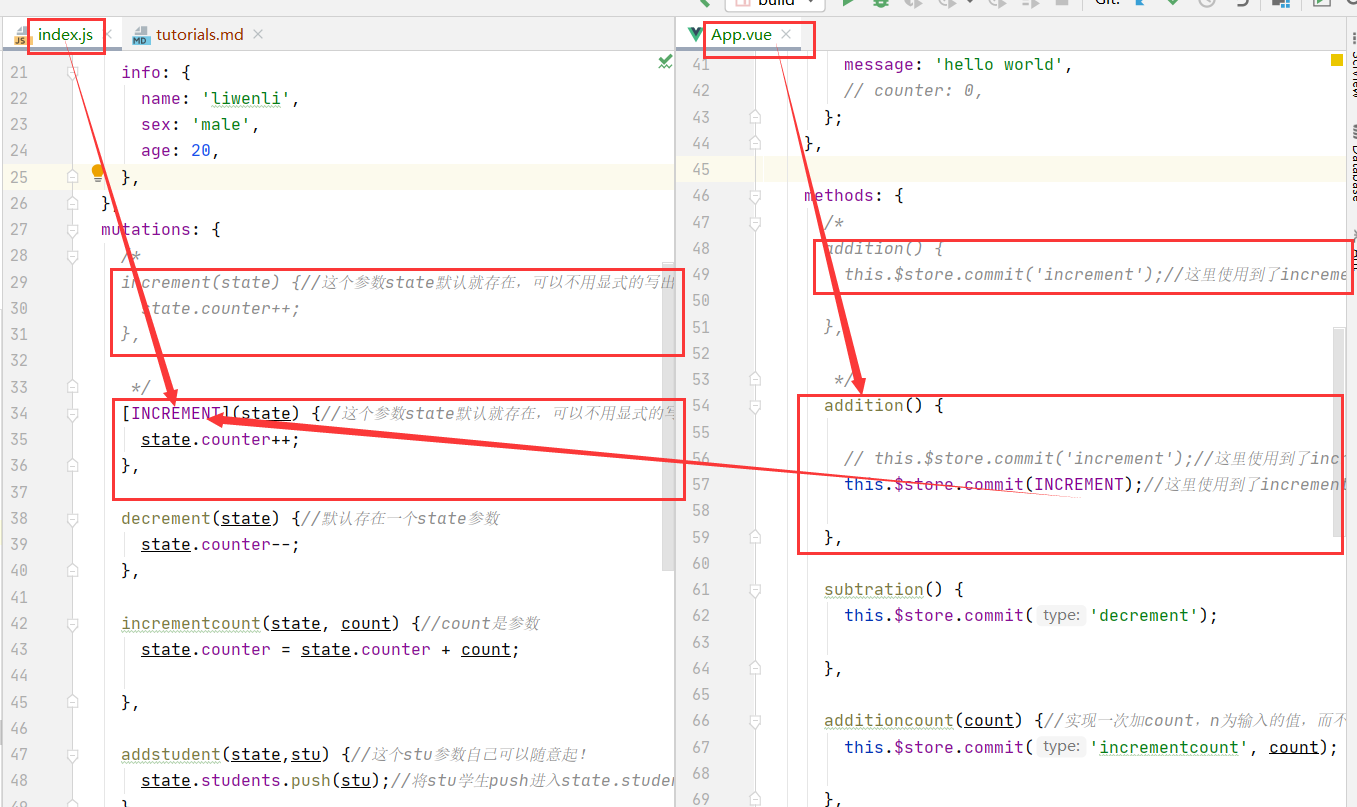 build
Git:
index.js
tutorials.md
21 info: {
22 name: 'liwenli',
23 sex: 'male',
24 age: 20,
25 },
26 }
27 mutations: {
28 /*
29 increment(state) {//这个参数state默认就存在，可以不用显式的写出
30 state.counter++;
31 },
32
33 */
34 [INCREMENT](state) {//这个参数state默认就存在，可以不用显式的写
35 state.counter++;
36 },
37
38 decrement(state) {//默认存在一个state参数
39 state.counter--;
40 },
41
42 incrementcount(state, count) {//count是参数
43 state.counter = state.counter + count;
44
45 },
46
47 addstudent(state,stu) {//这个stu参数自己可以随意起！
48 state.students.push(stu);//将stu学生push进入state.studen
49 }
App.vue
41 message: 'hello world',
42 // counter: 0,
43 };
44 },
45
46 methods: {
47 /*
48 addition() {
49 this.$store.commit('increment');//这里使用到了increme
50
51 },
52
53 */
54 addition() {
55
56 // this.$store.commit('increment');//这里使用到了inc
57 this.$store.commit(INCREMENT);//这里使用到了increment
58
59 },
60
61 subtration() {
62 this.$store.commit( type: 'decrement');
63
64 },
65
66 additioncount(count) {//实现一次加count，n为输入的值，而不
67 this.$store.commit( type: 'incrementcount', count);
68
69 },
Database